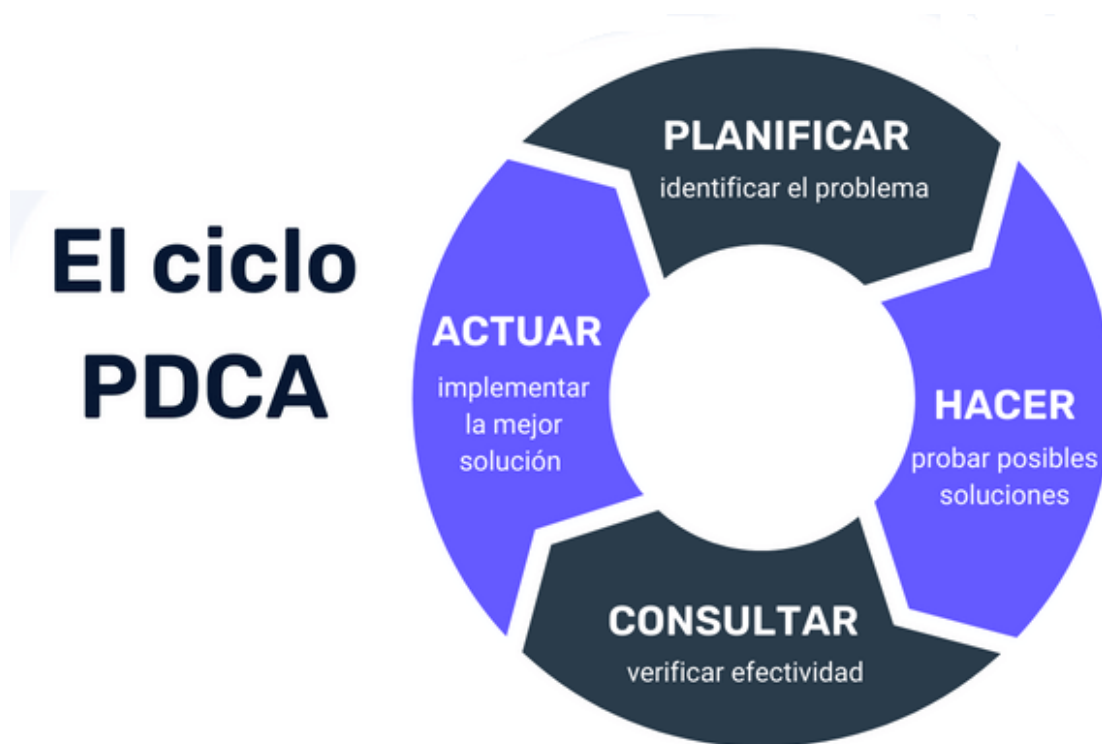 El ciclo
PDCA
PLANIFICAR
identificar el problema
HACER
probar posibles
soluciones
CONSULTAR
verificar efectividad
ACTUAR
implementar
la mejor
solución